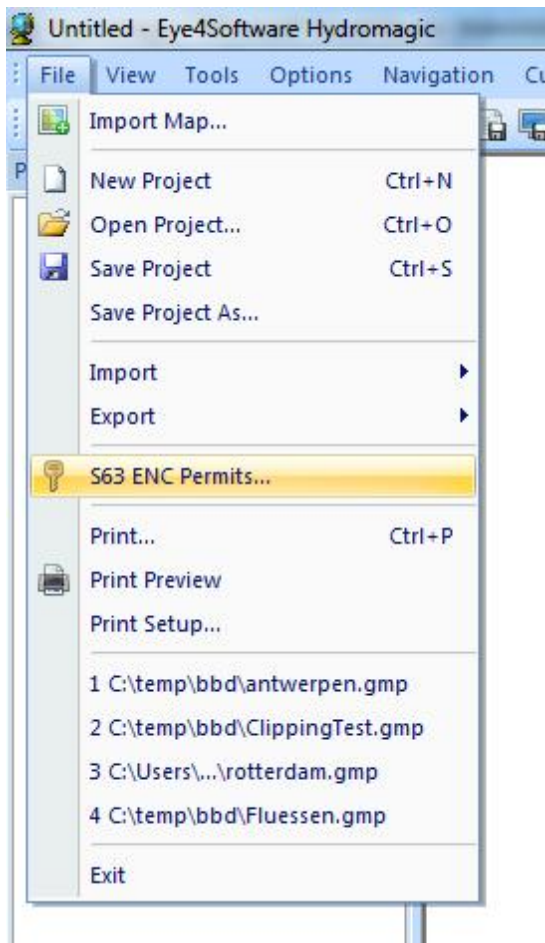 Untitled - Eye4Software Hydromagic
File View Tools Options Navigation Cu
Import Map...
P
New Project Ctrl+N
Open Project... Ctrl+O
Save Project Ctrl+S
Save Project As...
Import
Export
S63 ENC Permits...
Print... Ctrl+P
Print Preview
Print Setup...
1 C:\temp\bbd\antwerpen.gmp
2 C:\temp\bbd\ClippingTest.gmp
3 C:\Users\...\rotterdam.gmp
4 C:\temp\bbd\Fluessen.gmp
Exit